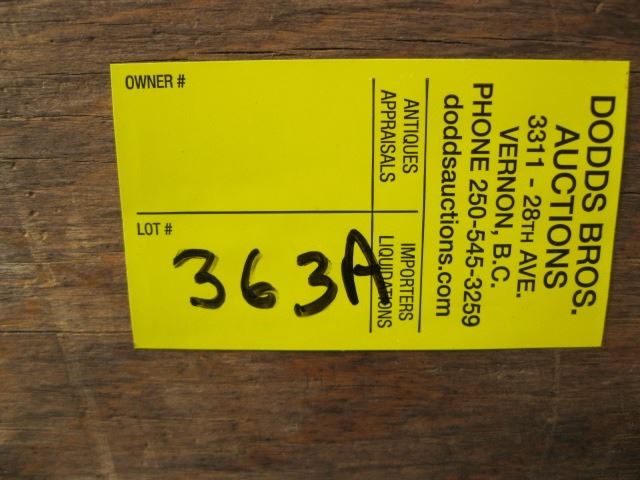 DODDS BROS.
AUCTIONS
3311 - 28TH AVE.
VERNON, B.C.
PHONE 250-545-3259
doddsauctions.com
ANTIQUES
APPRAISALS
IMPORTERS
LIQUIDATIONS
OWNER #
LOT #
363A